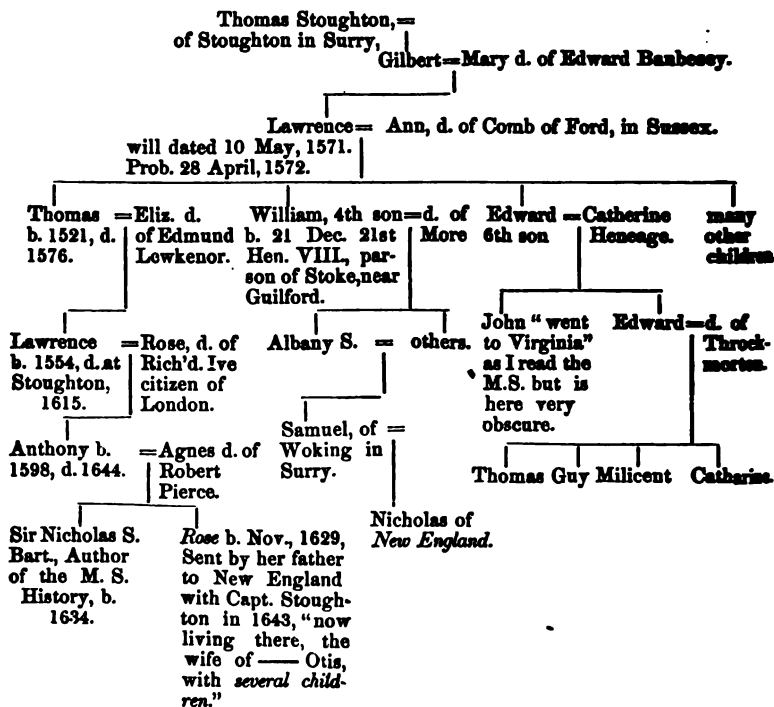 Thomas Stoughton,=
of Stoughton in Surry,
Gilbert=Mary d. of Edward Banbessy.
Lawrence= Ann, d. of Comb of Ford, in Sussex.
will dated 10 May, 1571.
Prob. 28 April, 1572.
Thomas =Eliz. d.
b. 1521, d. of Edmund
1576. Lewkenor.
William, 4th son=d. of
b. 21 Dec. 21st More
Hen. VIII., par-
son of Stoke,near
Guilford.
Edward =Catherine
6th son Heneage.
many
other
children
Lawrence =Rose, d. of
b. 1554, d. at Rich'd. Ive
Stoughton, citizen of
1615. London.
Albany S. = others.
John "went
to Virginia"
as I read the
M.S. but is
here very
obscure.
Edward=d. of
Throck-
morton.
Anthony b. =Agnes d. of
1598, d. 1644. Robert
Pierce.
Samuel, of =
Woking in
Surry.
Thomas Guy Milicent Catharine.
Sir Nicholas S.
Bart., Author
of the M. S.
History, b.
1634.
Rose b. Nov., 1629,
Sent by her father
to New England
with Capt. Stough-
ton in 1643, "now
living there, the
wife of —— Otis,
with several child-
ren."
Nicholas of
New England.